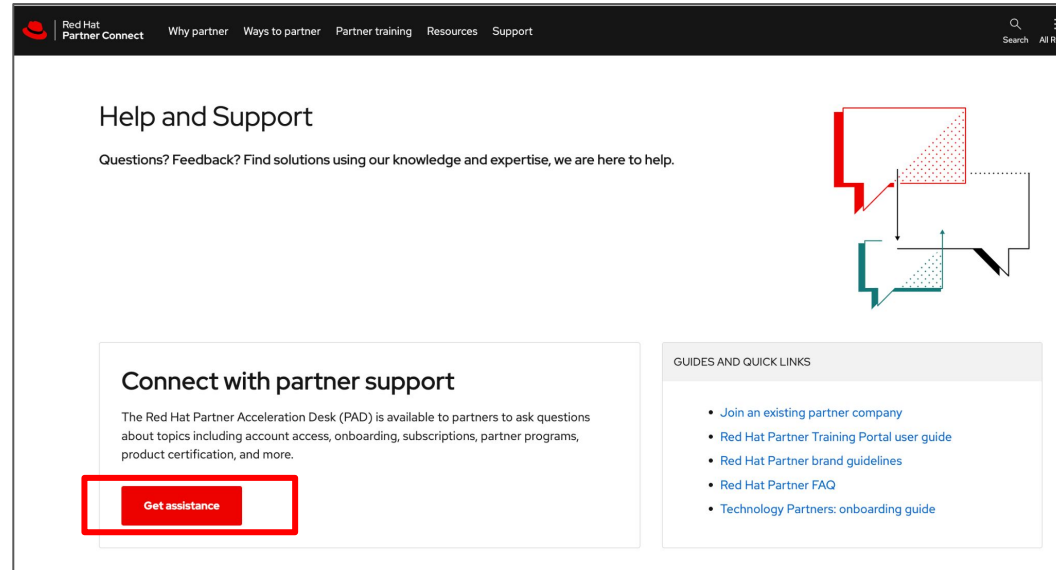 Red Hat
Partner Connect
Why partner Ways to partner Partner training Resources Support
Search All R
Help and Support
Questions? Feedback? Find solutions using our knowledge and expertise, we are here to help.
Connect with partner support
The Red Hat Partner Acceleration Desk (PAD) is available to partners to ask questions
about topics including account access, onboarding, subscriptions, partner programs,
product certification, and more.
Get assistance
GUIDES AND QUICK LINKS
• Join an existing partner company
• Red Hat Partner Training Portal user guide
• Red Hat Partner brand guidelines
• Red Hat Partner FAQ
• Technology Partners: onboarding guide